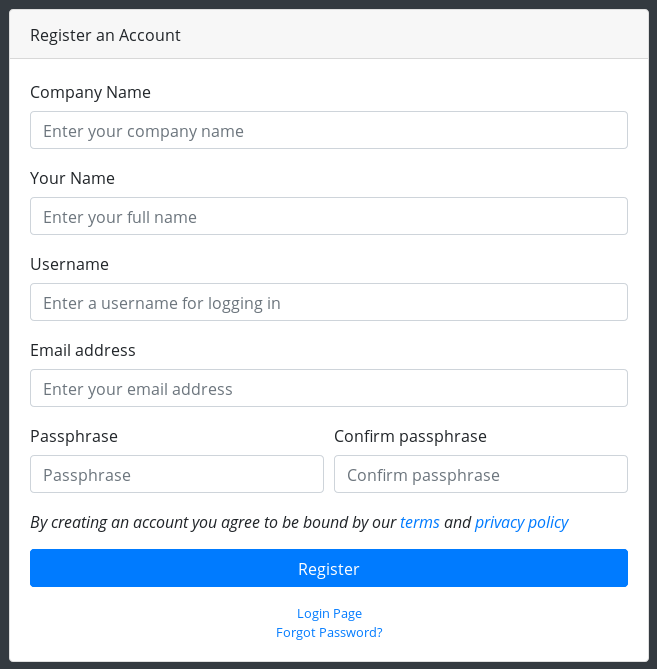 Register an Account
Company Name
Enter your company name
Your Name
Enter your full name
Username
Enter a username for logging in
Email address
Enter your email address
Passphrase Confirm passphrase
Passphrase Confirm passphrase
By creating an account you agree to be bound by our terms and privacy policy
Register
Login Page
Forgot Password?